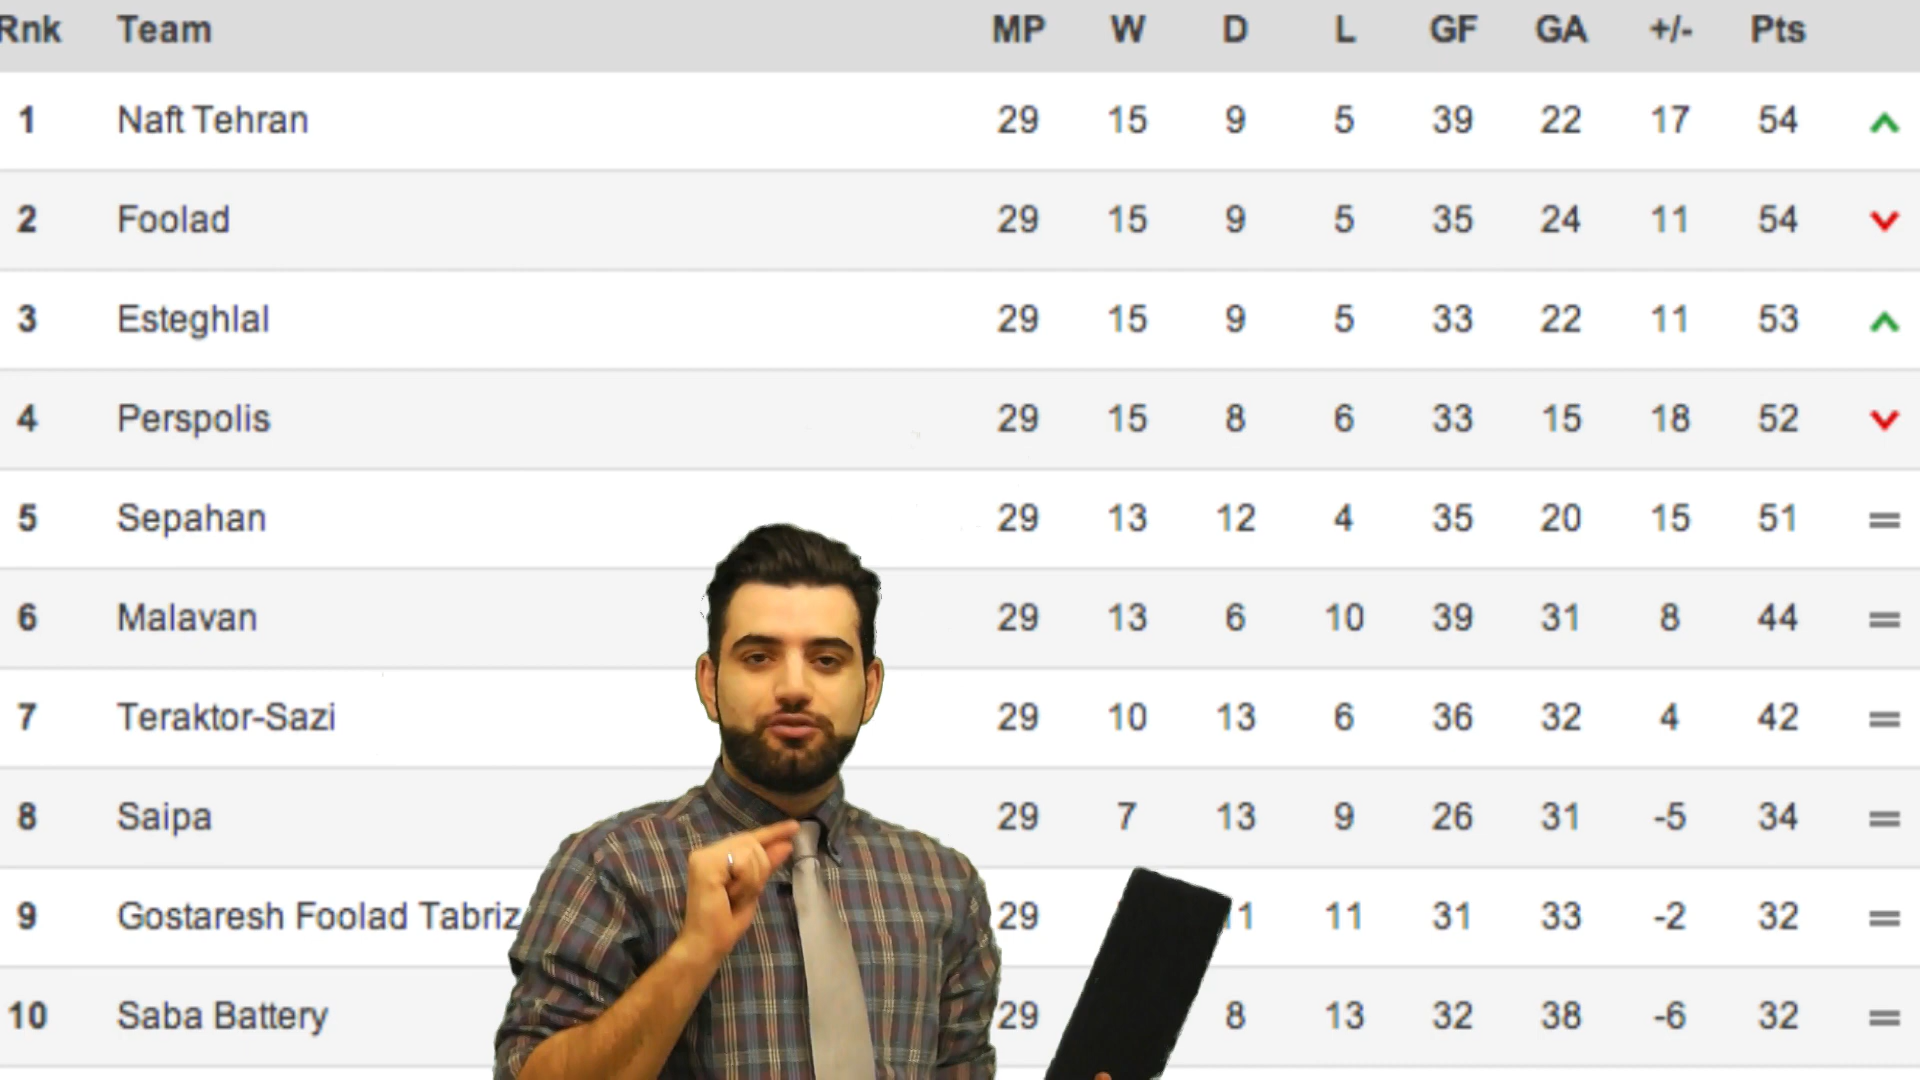 Rnk Team MP W D L GF GA +/- Pts
1 Naft Tehran 29 15 9 5 39 22 17 54
2 Foolad 29 15 9 5 35 24 11 54
3 Esteghlal 29 15 9 5 33 22 11 53
4 Perspolis 29 15 8 6 33 15 18 52
5 Sepahan 29 13 12 4 35 20 15 51
6 Malavan 29 13 6 10 39 31 8 44
7 Teraktor-Sazi 29 10 13 6 36 32 4 42
8 Saipa 29 7 13 9 26 31 -5 34
9 Gostaresh Foolad Tabriz 29 11 31 33 -2 32
10 Saba Battery 29 8 13 32 38 -6 32